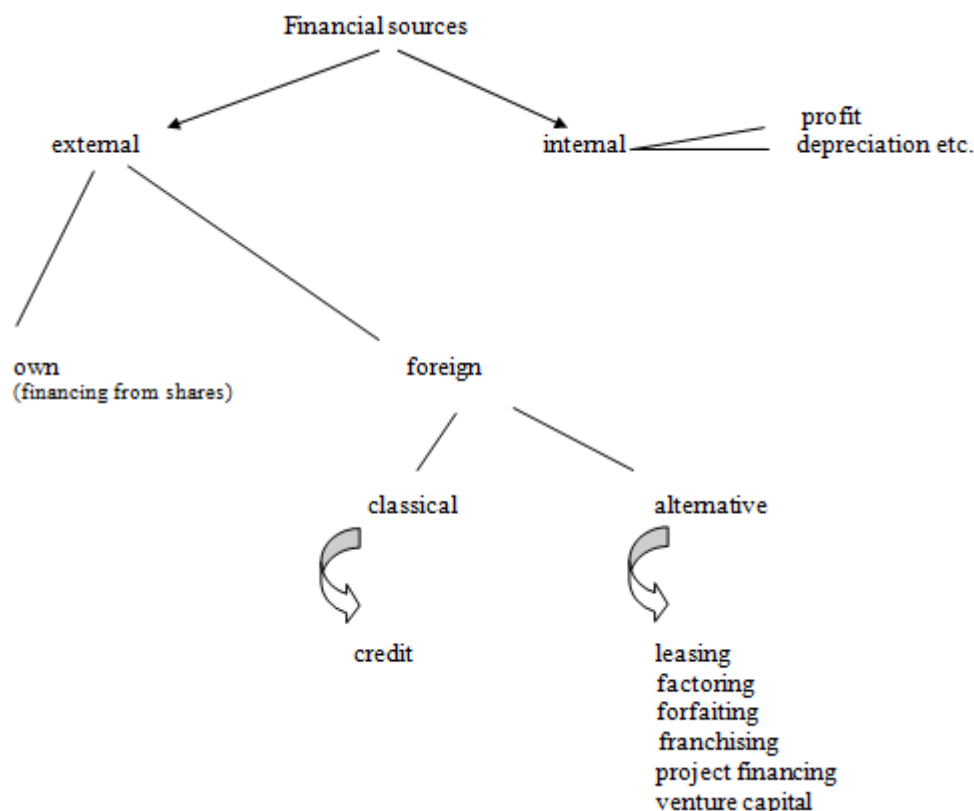 Financial sources
external
internal
profit
depreciation etc.
own
(financing from shares)
foreign
classical
alternative
credit
leasing
factoring
forfaiting
franchising
project financing
venture capital